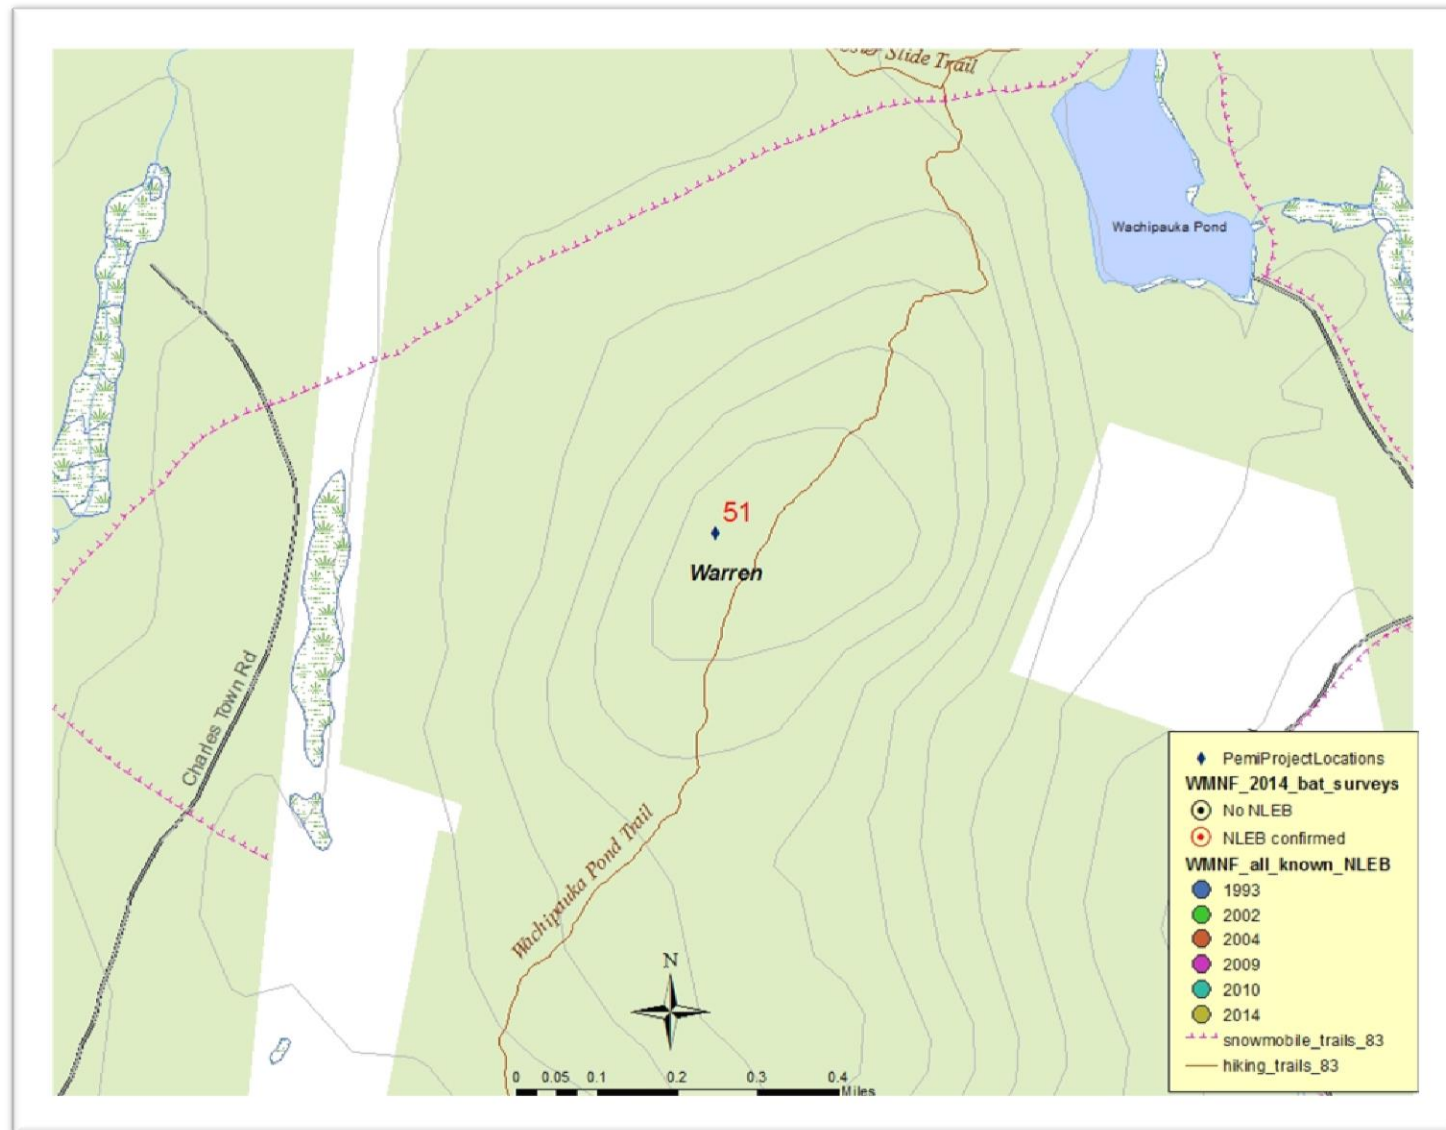 Slide Trail
Wachipauka Pond
51
Warren
Charles Town Rd
Wachipauka Pond Trail
N
0 0.05 0.1 0.2 0.3 0.4
Miles
PemiProjectLocations
WMNF_2014_bat_surveys
No NLEB
NLEB confirmed
WMNF_all_known_NLEB
1993
2002
2004
2009
2010
2014
snowmobile_trails_83
hiking_trails_83